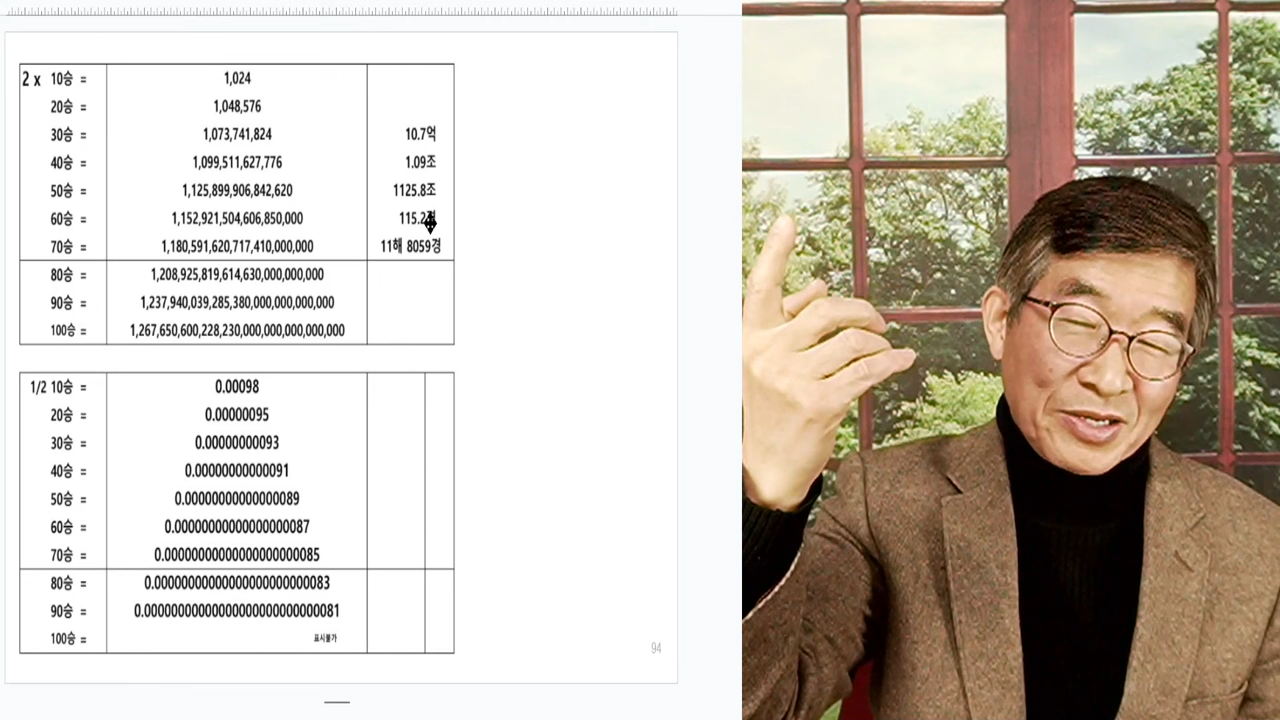 2 x 10승 = 1,024
20승 = 1,048,576
30승 = 1,073,741,824 10.7억
40승 = 1,099,511,627,776 1.09조
50승 = 1,125,899,906,842,620 1125.8조
60승 = 1,152,921,504,606,850,000 115.2
70승 = 1,180,591,620,717,410,000,000 11해 8059경
80승 = 1,208,925,819,614,630,000,000,000
90승 = 1,237,940,039,285,380,000,000,000,000
100승 = 1,267,650,600,228,230,000,000,000,000,000
1/2 10승 = 0.00098
20승 = 0.00000095
30승 = 0.00000000093
40승 = 0.00000000000091
50승 = 0.00000000000000089
60승 = 0.00000000000000000087
70승 = 0.00000000000000000000085
80승 = 0.00000000000000000000000083
90승 = 0.00000000000000000000000000081
100승 = 표시불가
94